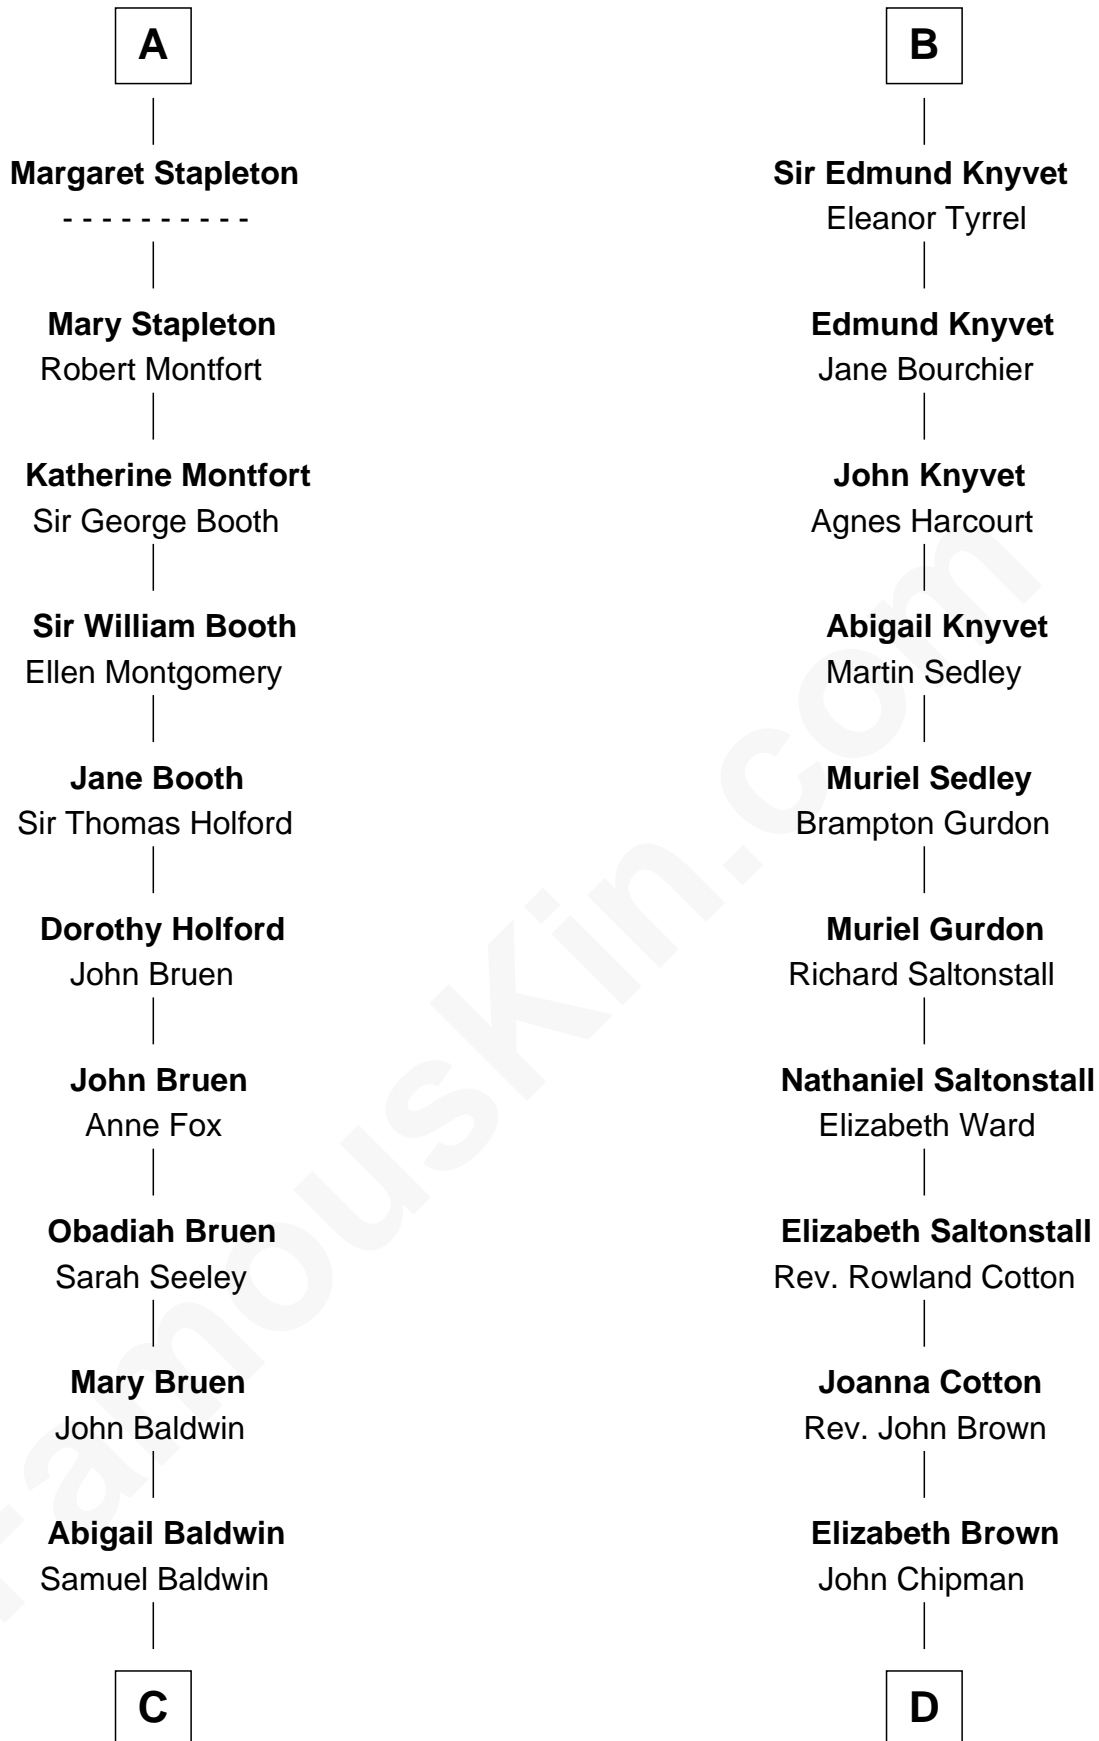 A
Margaret Stapleton
- - - - - - - - - -
Mary Stapleton
Robert Montfort
Katherine Montfort
Sir George Booth
Sir William Booth
Ellen Montgomery
Jane Booth
Sir Thomas Holford
Dorothy Holford
John Bruen
John Bruen
Anne Fox
Obadiah Bruen
Sarah Seeley
Mary Bruen
John Baldwin
Abigail Baldwin
Samuel Baldwin
C
B
Sir Edmund Knyvet
Eleanor Tyrrel
Edmund Knyvet
Jane Bourchier
John Knyvet
Agnes Harcourt
Abigail Knyvet
Martin Sedley
Muriel Sedley
Brampton Gurdon
Muriel Gurdon
Richard Saltonstall
Nathaniel Saltonstall
Elizabeth Ward
Elizabeth Saltonstall
Rev. Rowland Cotton
Joanna Cotton
Rev. John Brown
Elizabeth Brown
John Chipman
D
FamousKin.com